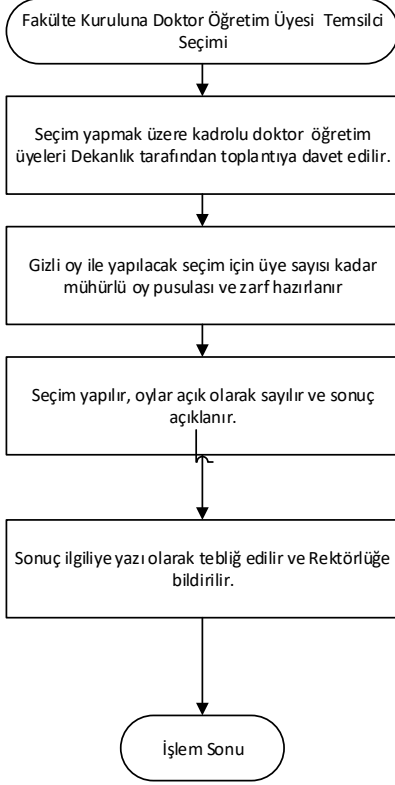 Fakülte Kuruluna Doktor Öğretim Üyesi Temsilci
Seçimi
Seçim yapmak üzere kadrolu doktor öğretim
üyeleri Dekanlık tarafından toplantıya davet edilir.
Gizli oy ile yapılacak seçim için üye sayısı kadar
mühürlü oy pusulası ve zarf hazırlanır
Seçim yapılır, oylar açık olarak sayılır ve sonuç
açıklanır.
Sonuç ilgiliye yazı olarak tebliğ edilir ve Rektörlüğe
bildirilir.
İşlem Sonu